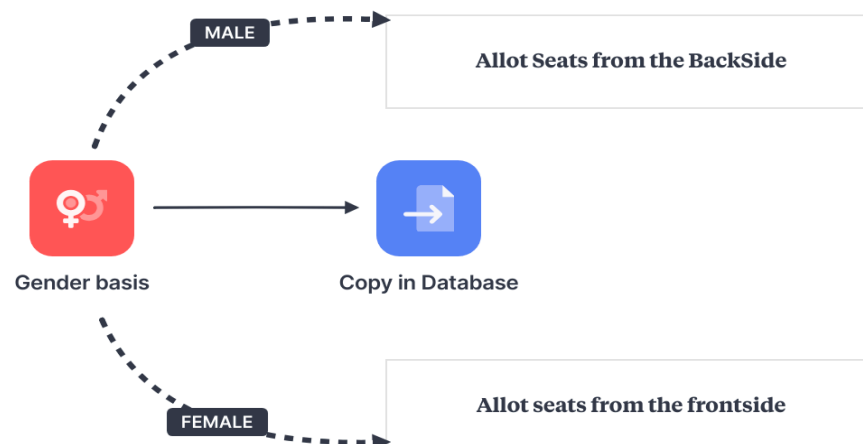 MALE
Allot Seats from the BackSide
Gender basis
Copy in Database
FEMALE
Allot seats from the frontside